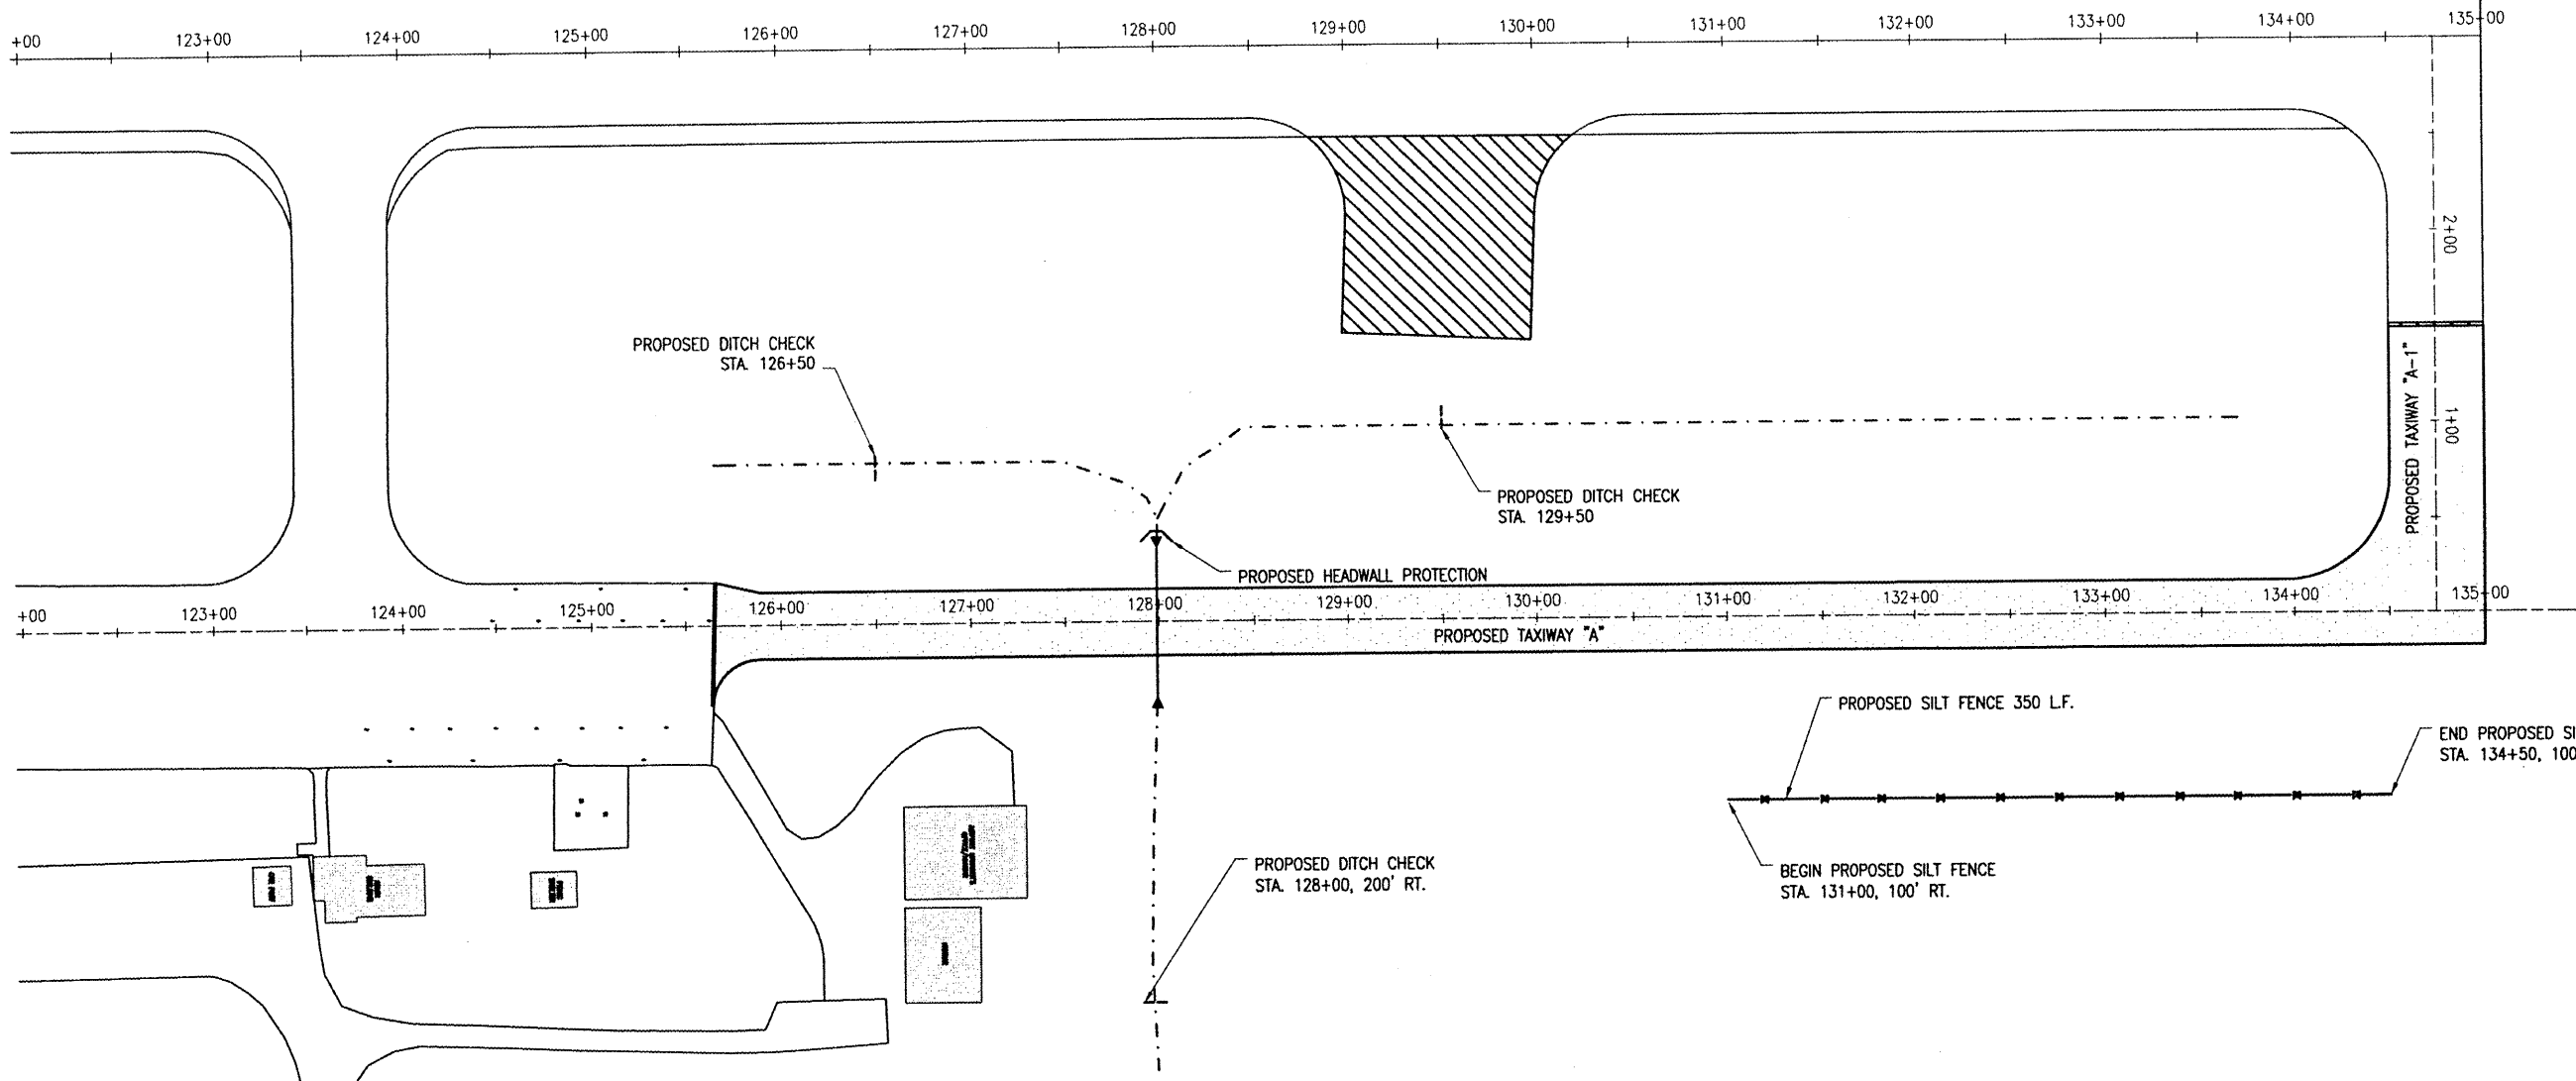 +00 123+00 124+00 125+00 126+00 127+00 128+00 129+00 130+00 131+00 132+00 133+00 134+00 135+00
2+00
PROPOSED DITCH CHECK
STA. 126+50
PROPOSED TAXIWAY "A-1"
1+00
PROPOSED DITCH CHECK
STA. 129+50
PROPOSED HEADWALL PROTECTION
+00 123+00 124+00 125+00 126+00 127+00 128+00 129+00 130+00 131+00 132+00 133+00 134+00 135+00
PROPOSED TAXIWAY "A"
PROPOSED SILT FENCE 350 L.F.
END PROPOSED SI
STA. 134+50, 100
PROPOSED DITCH CHECK
STA. 128+00, 200' RT.
BEGIN PROPOSED SILT FENCE
STA. 131+00, 100' RT.